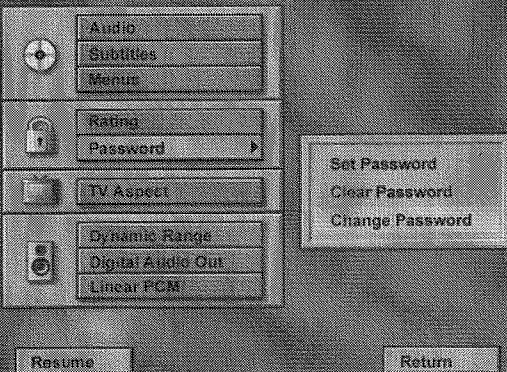 Audio
Subtitles
Menus
Rating
Password
TV Aspect
Dynamic Range
Digital Audio Out
Linear PCM
Set Password
Clear Password
Change Password
Resume
Return